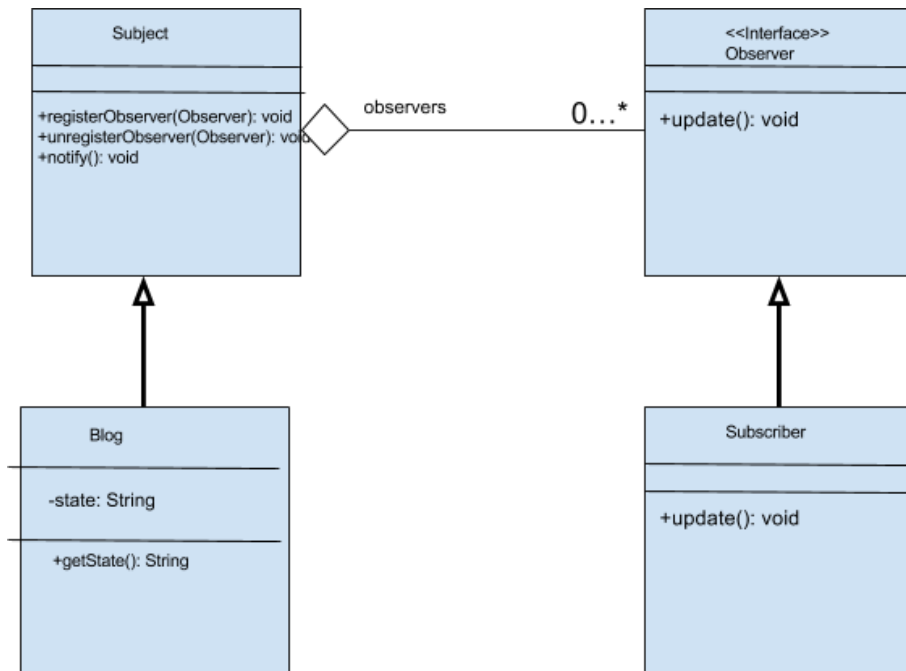 Subject
+registerObserver(Observer): void
+unregisterObserver(Observer): void
+notify(): void
observers
0...*
<<Interface>>
Observer
+update(): void
Blog
-state: String
+getState(): String
Subscriber
+update(): void